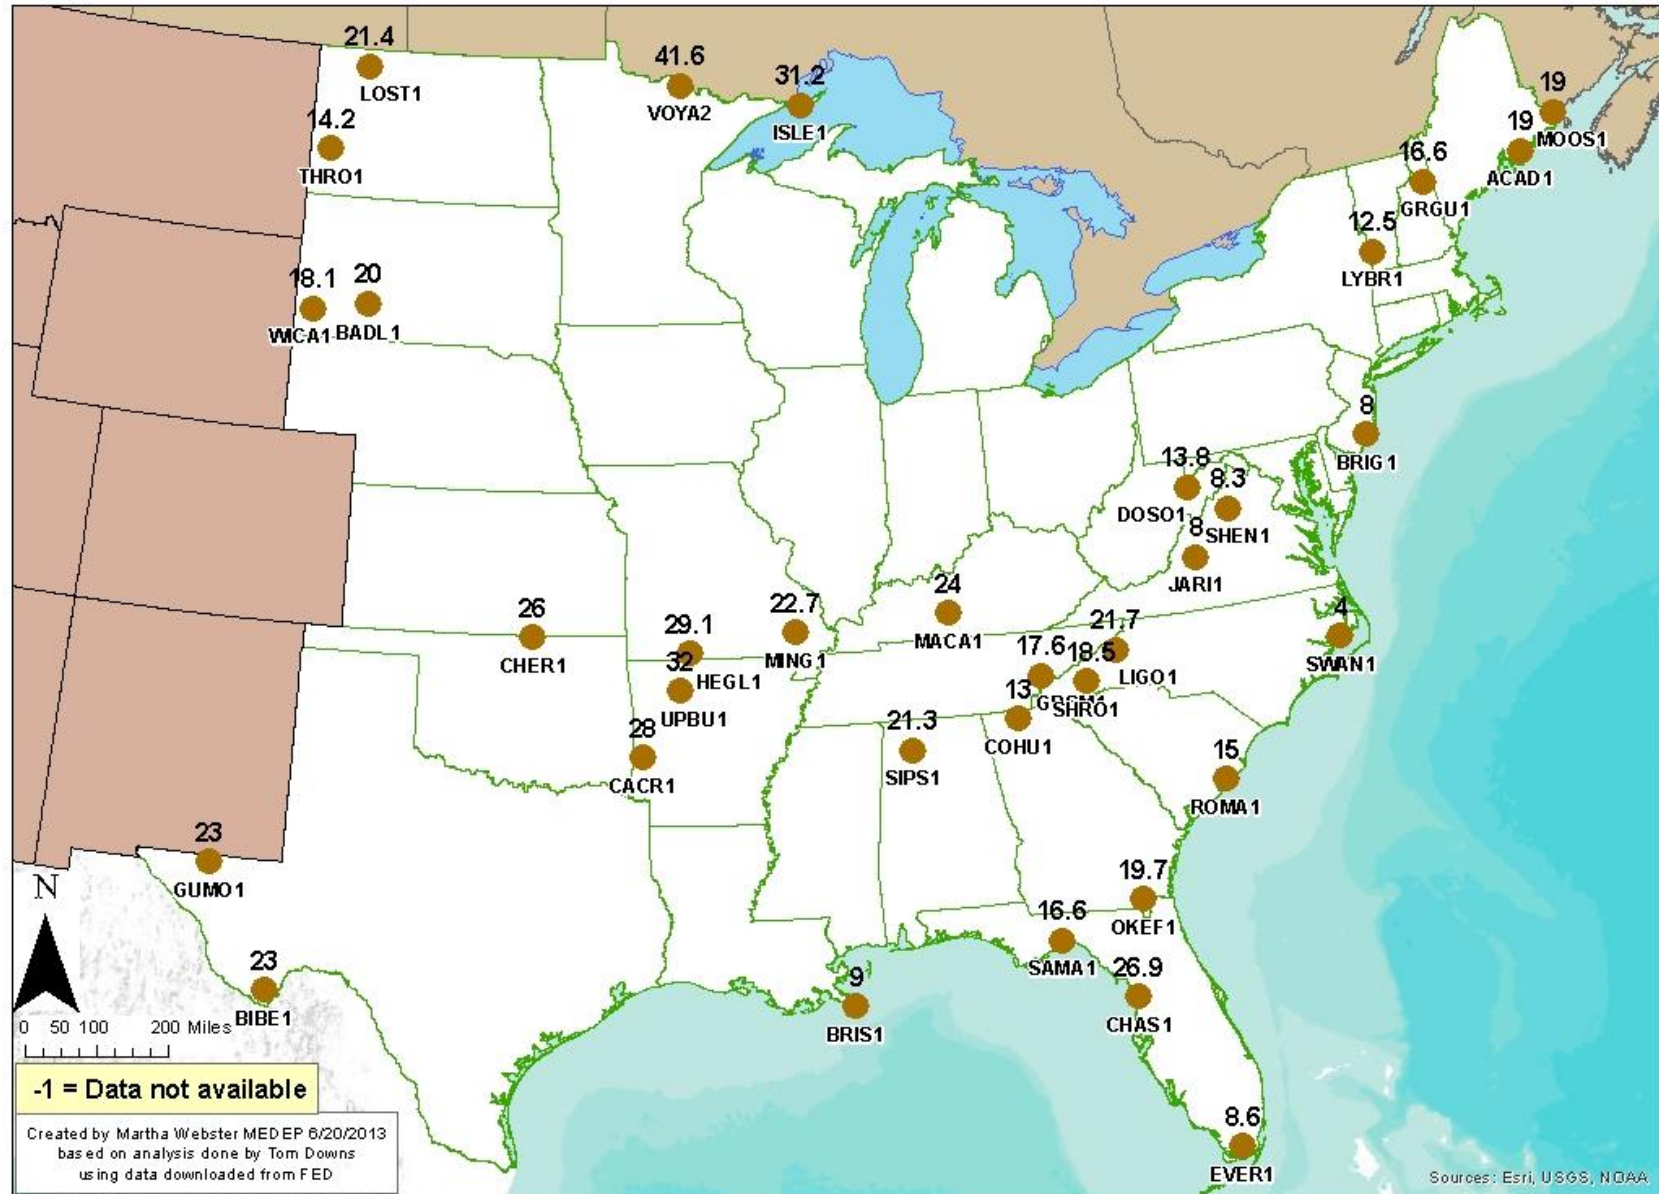 21.4
LOST1
41.6
VOYA2
31.2
ISLE1
19
MOOS1
19
ACAD1
14.2
THRO1
16.6
GRGU1
12.5
LYBR1
18.1
WICA1
20
BADL1
8
BRIG1
13.8
DOSO1
8.3
SHEN1
8
JARI1
24
MACA1
26
CHER1
29.1
HEGL1
22.7
MING1
32
UPBU1
21.7
LIGO1
17.6
18.5
SHRO1
4
SWAN1
13
COHU1
28
CACR1
21.3
SIPS1
15
ROMA1
23
GUMO1
19.7
OKEF1
16.6
SAMA1
26.9
CHAS1
23
BIBE1
9
BRIS1
8.6
EVER1
N
0 50 100 200 Miles
-1 = Data not available
Created by Martha Webster MEDEP 6/20/2013
based on analysis done by Tom Downs
using data downloaded from FED
Sources: Esri, USGS, NOAA